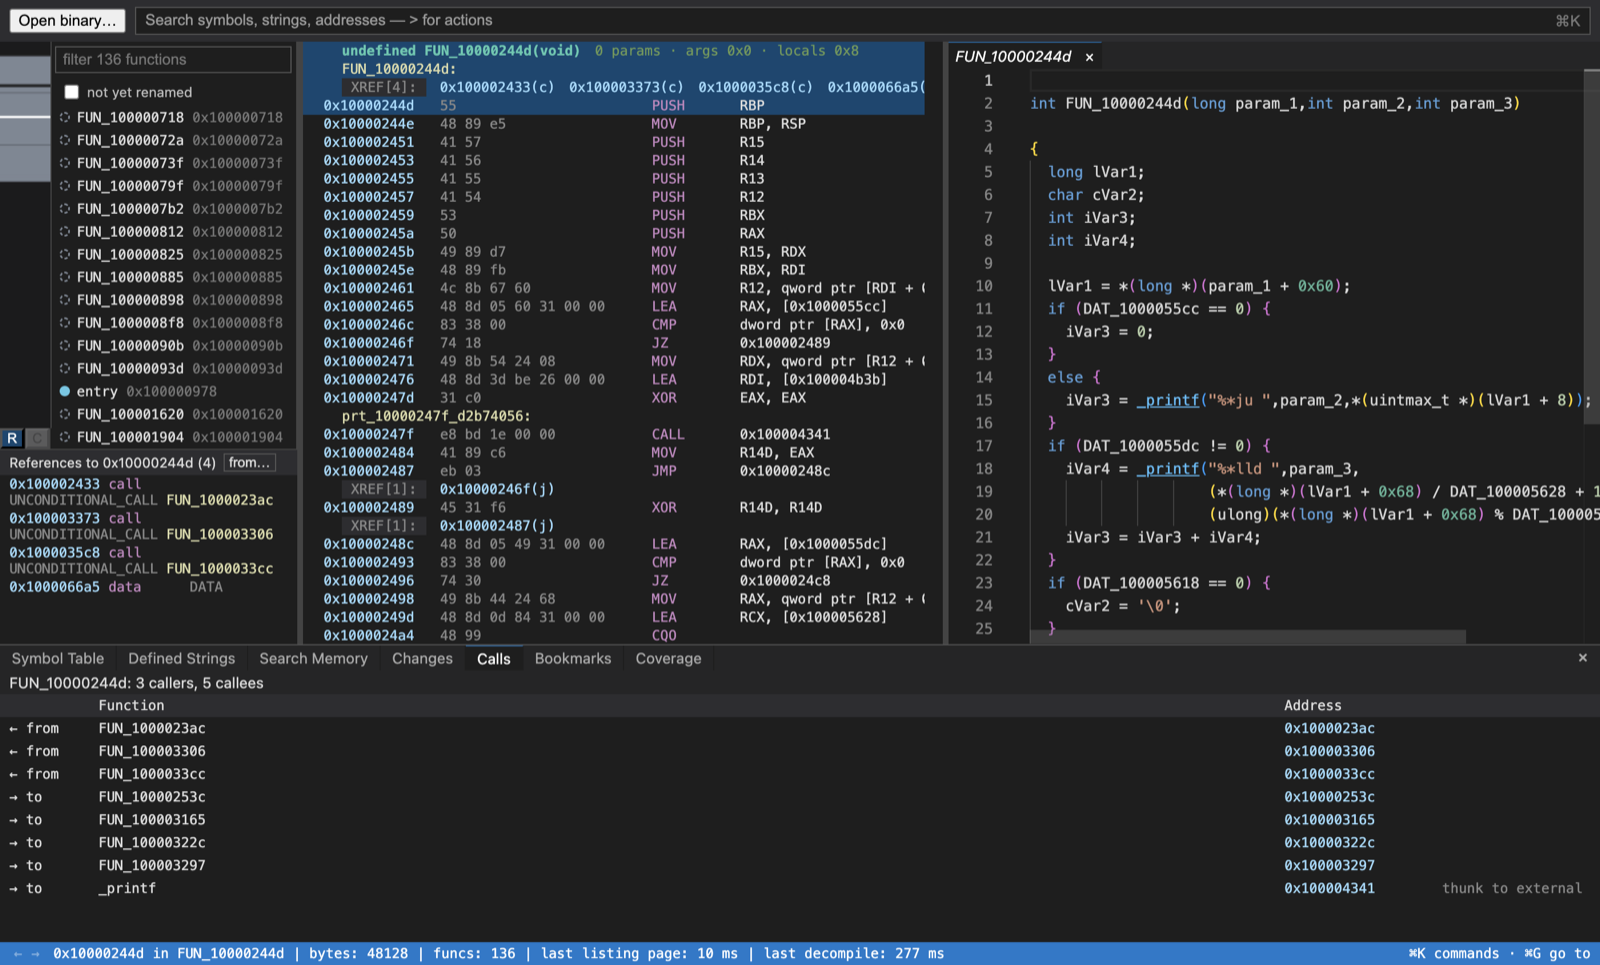 Open binary… Search symbols, strings, addresses — > for actions ⌘K
filter 136 functions
not yet renamed
FUN_100000718 0x100000718
FUN_10000072a 0x10000072a
FUN_10000073f 0x10000073f
FUN_10000079f 0x10000079f
FUN_1000007b2 0x1000007b2
FUN_100000812 0x100000812
FUN_100000825 0x100000825
FUN_100000885 0x100000885
FUN_100000898 0x100000898
FUN_1000008f8 0x1000008f8
FUN_10000090b 0x10000090b
FUN_10000093d 0x10000093d
entry 0x100000978
FUN_100001620 0x100001620
FUN_100001904 0x100001904
R C
References to 0x10000244d (4) from…
0x100002433 call
UNCONDITIONAL_CALL FUN_1000023ac
0x100003373 call
UNCONDITIONAL_CALL FUN_100003306
0x1000035c8 call
UNCONDITIONAL_CALL FUN_1000033cc
0x1000066a5 data DATA
undefined FUN_10000244d(void) 0 params · args 0x0 · locals 0x8
FUN_10000244d:
XREF[4]: 0x100002433(c) 0x100003373(c) 0x1000035c8(c) 0x1000066a5(
0x10000244d 55 PUSH RBP
0x10000244e 48 89 e5 MOV RBP, RSP
0x100002451 41 57 PUSH R15
0x100002453 41 56 PUSH R14
0x100002455 41 55 PUSH R13
0x100002457 41 54 PUSH R12
0x100002459 53 PUSH RBX
0x10000245a 50 PUSH RAX
0x10000245b 49 89 d7 MOV R15, RDX
0x10000245e 48 89 fb MOV RBX, RDI
0x100002461 4c 8b 67 60 MOV R12, qword ptr [RDI +
0x100002465 48 8d 05 60 31 00 00 LEA RAX, [0x1000055cc]
0x10000246c 83 38 00 CMP dword ptr [RAX], 0x0
0x10000246f 74 18 JZ 0x100002489
0x100002471 49 8b 54 24 08 MOV RDX, qword ptr [R12 +
0x100002476 48 8d 3d be 26 00 00 LEA RDI, [0x100004b3b]
0x10000247d 31 c0 XOR EAX, EAX
prt_10000247f_d2b74056:
0x10000247f e8 bd 1e 00 00 CALL 0x100004341
0x100002484 41 89 c6 MOV R14D, EAX
0x100002487 eb 03 JMP 0x10000248c
XREF[1]: 0x10000246f(j)
0x100002489 45 31 f6 XOR R14D, R14D
XREF[1]: 0x100002487(j)
0x10000248c 48 8d 05 49 31 00 00 LEA RAX, [0x1000055dc]
0x100002493 83 38 00 CMP dword ptr [RAX], 0x0
0x100002496 74 30 JZ 0x1000024c8
0x100002498 49 8b 44 24 68 MOV RAX, qword ptr [R12 +
0x10000249d 48 8d 0d 84 31 00 00 LEA RCX, [0x100005628]
0x1000024a4 48 99 CQO
FUN_10000244d ×
1
2 int FUN_10000244d(long param_1,int param_2,int param_3)
3
4 {
5 long lVar1;
6 char cVar2;
7 int iVar3;
8 int iVar4;
9
10 lVar1 = *(long *)(param_1 + 0x60);
11 if (DAT_1000055cc == 0) {
12 iVar3 = 0;
13 }
14 else {
15 iVar3 = _printf("%*ju ",param_2,*(uintmax_t *)(lVar1 + 8));
16 }
17 if (DAT_1000055dc != 0) {
18 iVar4 = _printf("%*lld ",param_3,
19 (*(long *)(lVar1 + 0x68) / DAT_100005628 + 1
20 (ulong)(*(long *)(lVar1 + 0x68) % DAT_100005
21 iVar3 = iVar3 + iVar4;
22 }
23 if (DAT_100005618 == 0) {
24 cVar2 = '\0';
25 }
Symbol Table Defined Strings Search Memory Changes Calls Bookmarks Coverage ×
FUN_10000244d: 3 callers, 5 callees
Function Address
← from FUN_1000023ac 0x1000023ac
← from FUN_100003306 0x100003306
← from FUN_1000033cc 0x1000033cc
→ to FUN_10000253c 0x10000253c
→ to FUN_100003165 0x100003165
→ to FUN_10000322c 0x10000322c
→ to FUN_100003297 0x100003297
→ to _printf 0x100004341 thunk to external
← → 0x10000244d in FUN_10000244d | bytes: 48128 | funcs: 136 | last listing page: 10 ms | last decompile: 277 ms ⌘K commands · ⌘G go to